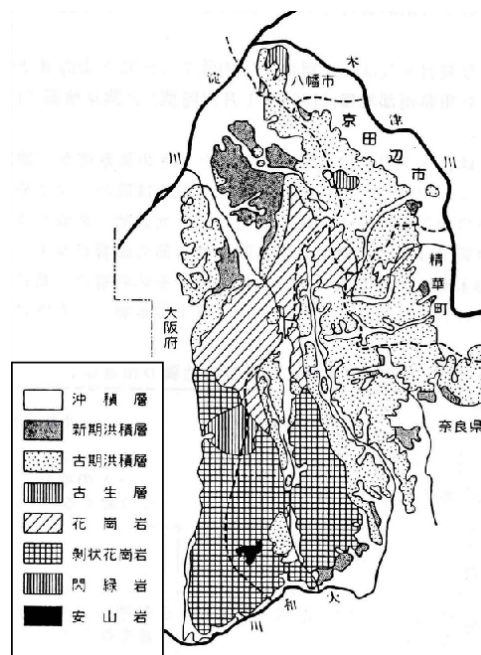 淀川
木津川
八幡市
京田辺市
精華町
大阪府
奈良県
沖積層
新期洪積層
古期洪積層
古生層
花崗岩
剝状花崗岩
閃緑岩
安山岩
大和川